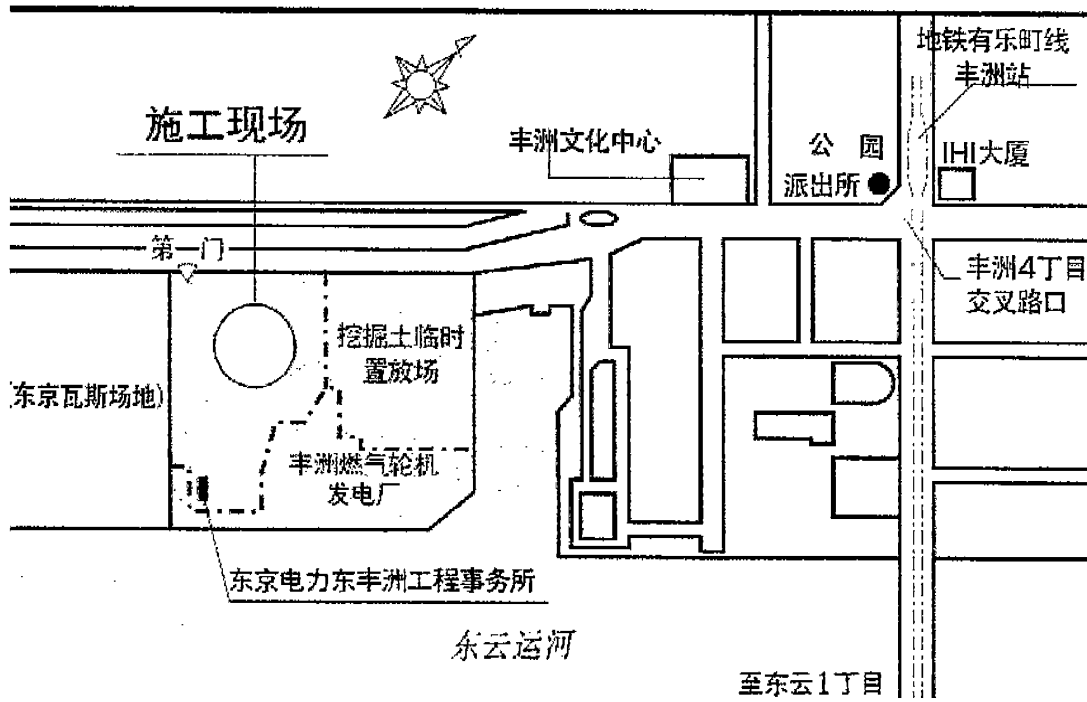 地铁有乐町线
丰洲站
施工现场
丰洲文化中心
公园
派出所
IHI大厦
第一门
丰洲4丁目
交叉路口
挖掘土临时
置放场
(东京瓦斯场地)
丰洲燃气轮机
发电厂
东京电力东丰洲工程事务所
东云运河
至东云1丁目